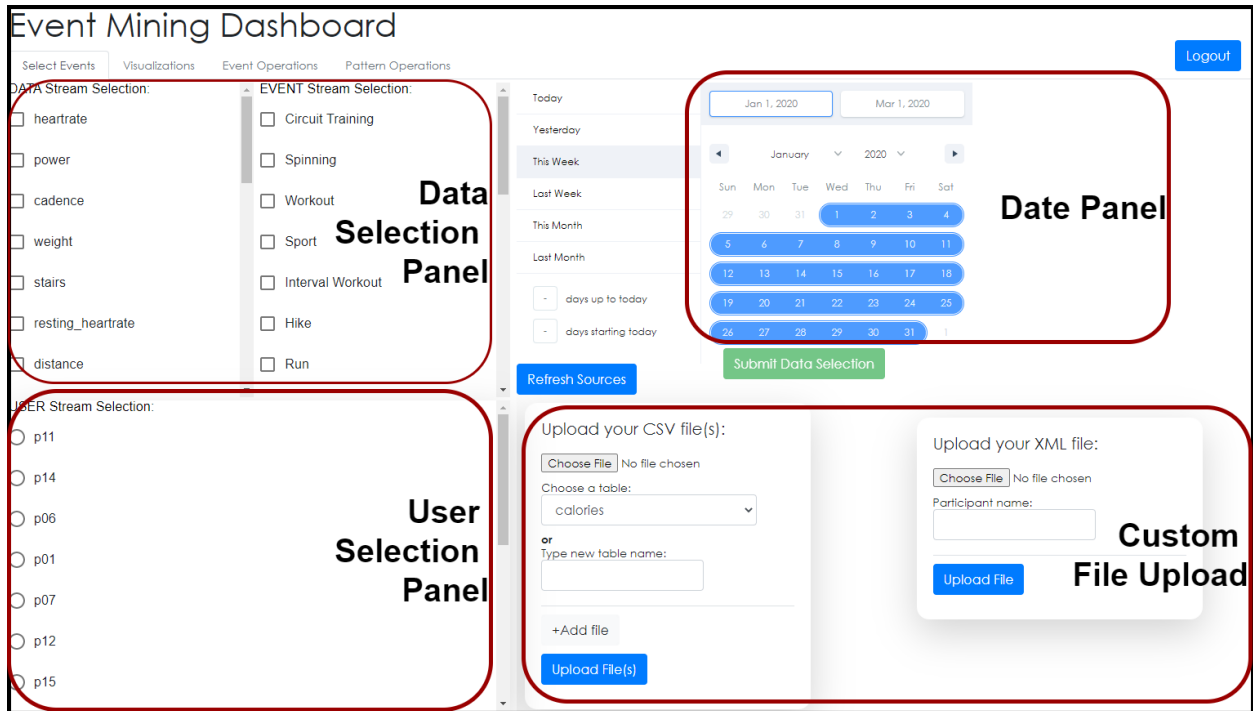 Event Mining Dashboard
Logout
Select Events Visualizations Event Operations Pattern Operations
DATA Stream Selection:
heartrate
power
cadence
weight
stairs
resting_heartrate
distance
EVENT Stream Selection:
Circuit Training
Spinning
Workout
Sport
Interval Workout
Hike
Run
Data
Selection
Panel
Today
Yesterday
This Week
Last Week
This Month
Last Month
- days up to today
- days starting today
Refresh Sources
Jan 1, 2020 Mar 1, 2020
January 2020
Sun Mon Tue Wed Thu Fri Sat
29 30 31 1 2 3 4
5 6 7 8 9 10 11
12 13 14 15 16 17 18
19 20 21 22 23 24 25
26 27 28 29 30 31 1
Submit Data Selection
Date Panel
USER Stream Selection:
p11
p14
p06
p01
p07
p12
p15
User
Selection
Panel
Upload your CSV file(s):
Choose File No file chosen
Choose a table:
calories
or
Type new table name:
+Add file
Upload File(s)
Upload your XML file:
Choose File No file chosen
Participant name:
Upload File
Custom
File Upload